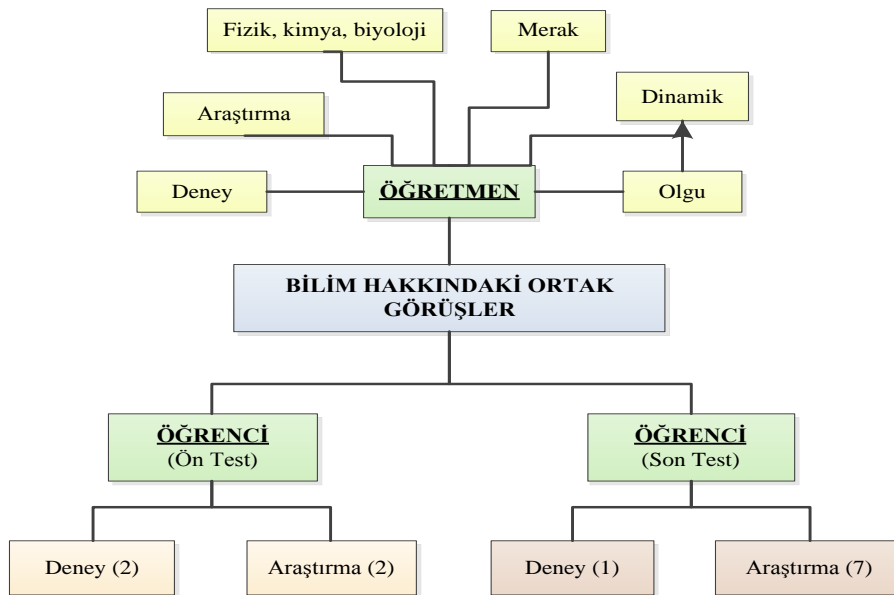 Fizik, kimya, biyoloji
Merak
Dinamik
Araştırma
Deney
ÖĞRETMEN
Olgu
BİLİM HAKKINDAKİ ORTAK
GÖRÜŞLER
ÖĞRENCİ
(Ön Test)
ÖĞRENCİ
(Son Test)
Deney (2)
Araştırma (2)
Deney (1)
Araştırma (7)